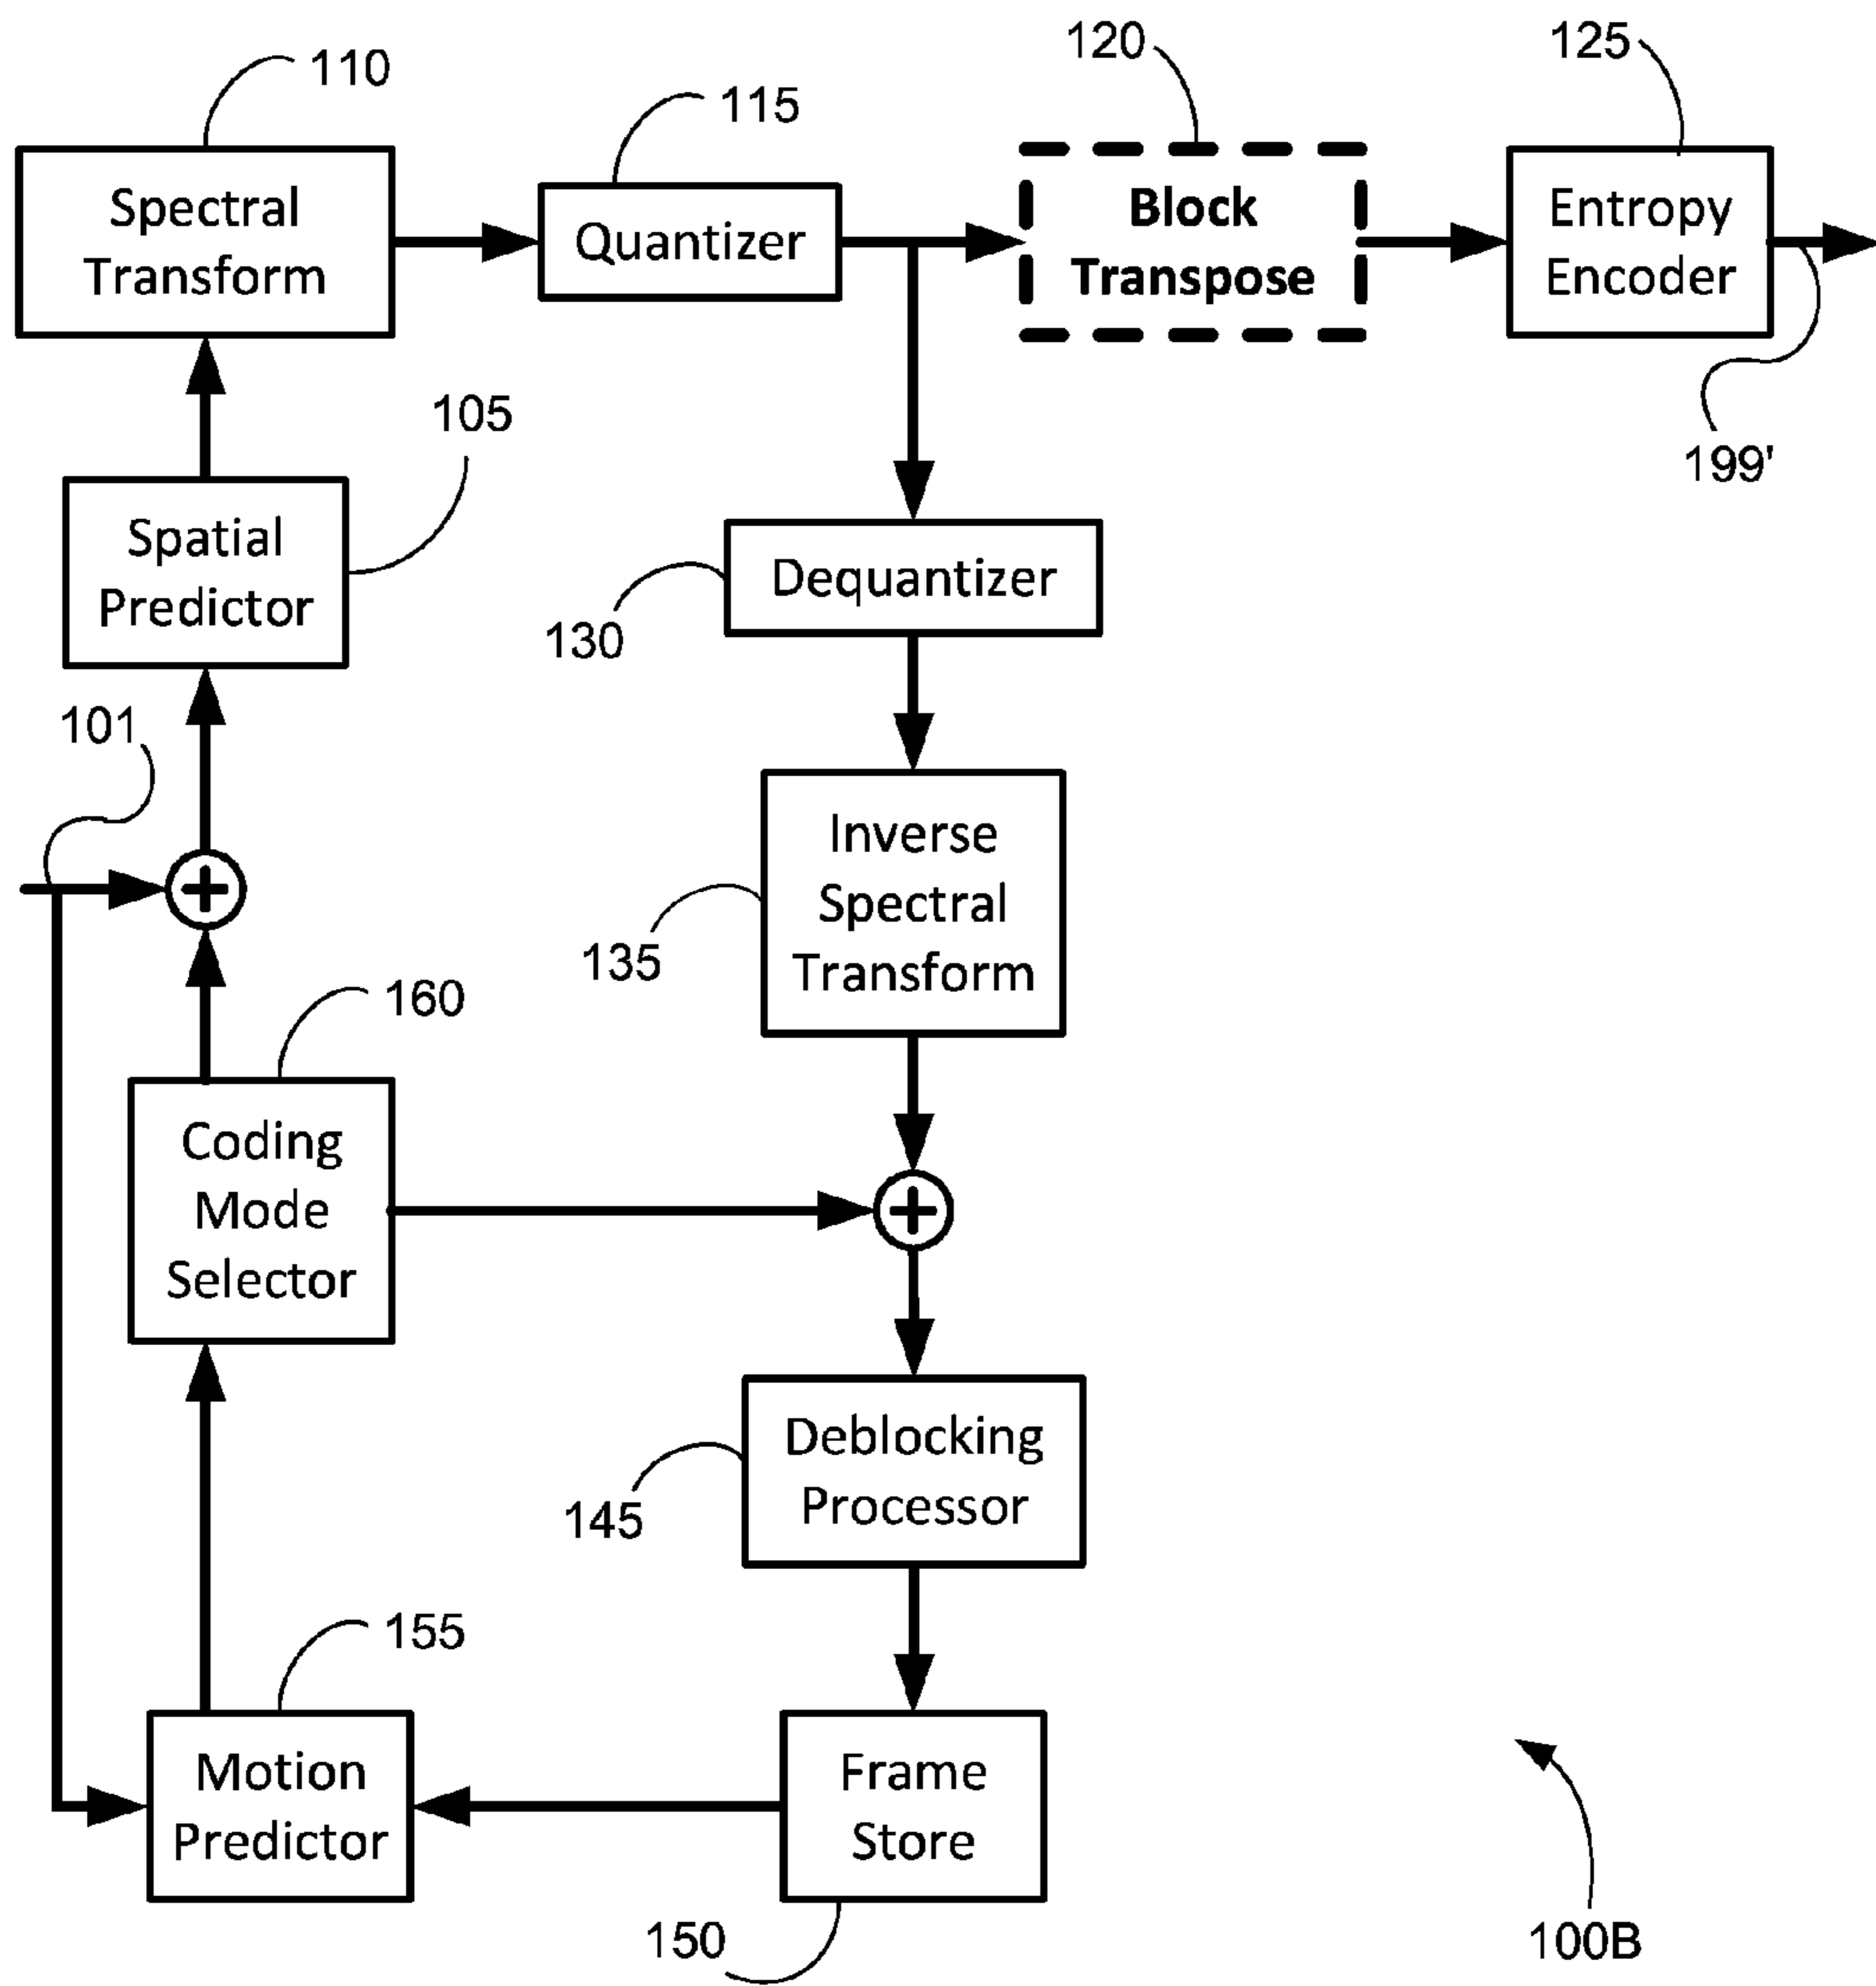 120
125
110
115
Spectral
Transform
Quantizer
Block
Transpose
Entropy
Encoder
105
199'
Spatial
Predictor
Dequantizer
130
101
Inverse
Spectral
Transform
135
160
Coding
Mode
Selector
Deblocking
Processor
145
155
Motion
Predictor
Frame
Store
150
100B